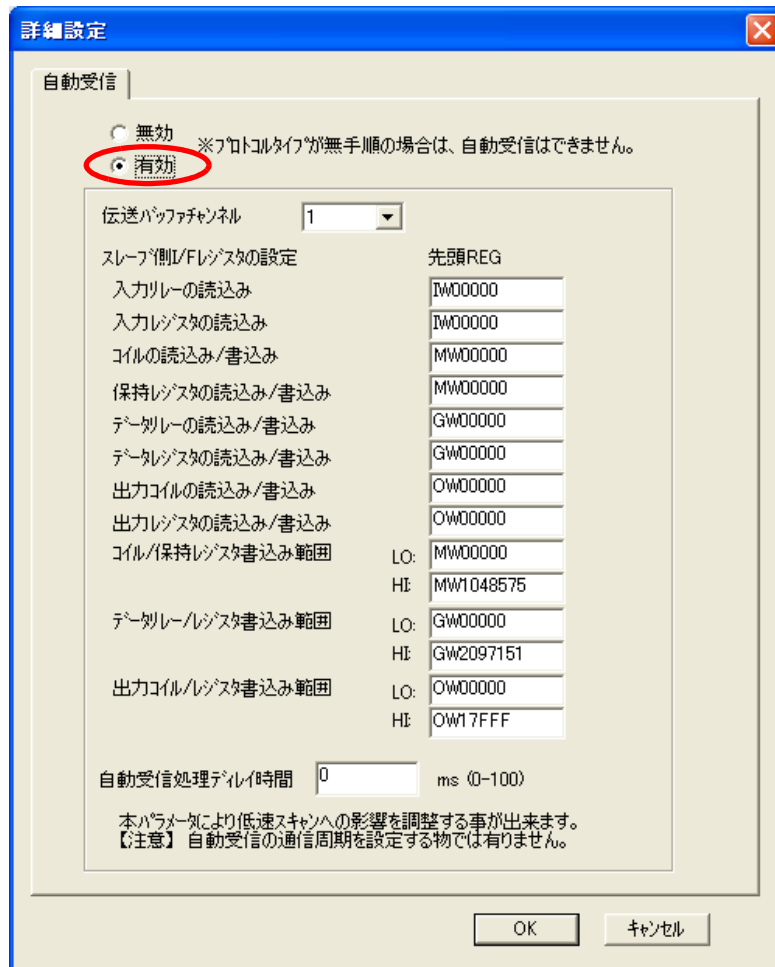 詳細設定
自動受信
無効
※プロトコルタイプが無手順の場合は、自動受信はできません。
有効
伝送バッファチャンネル 1
スレーブ側I/Fレジスタの設定 先頭REG
入力リレーの読込み IW00000
入力レジスタの読込み IW00000
コイルの読込み/書込み MW00000
保持レジスタの読込み/書込み MW00000
データリレーの読込み/書込み GW00000
データレジスタの読込み/書込み GW00000
出力コイルの読込み/書込み OW00000
出力レジスタの読込み/書込み OW00000
コイル/保持レジスタ書込み範囲 LO: MW00000
HI: MW1048575
データリレー/レジスタ書込み範囲 LO: GW00000
HI: GW2097151
出力コイル/レジスタ書込み範囲 LO: OW00000
HI: OW17FFF
自動受信処理ディレイ時間 0 ms (0-100)
本パラメータにより低速スキャンへの影響を調整する事が出来ます。
【注意】 自動受信の通信周期を設定する物では有りません。
OK キャンセル